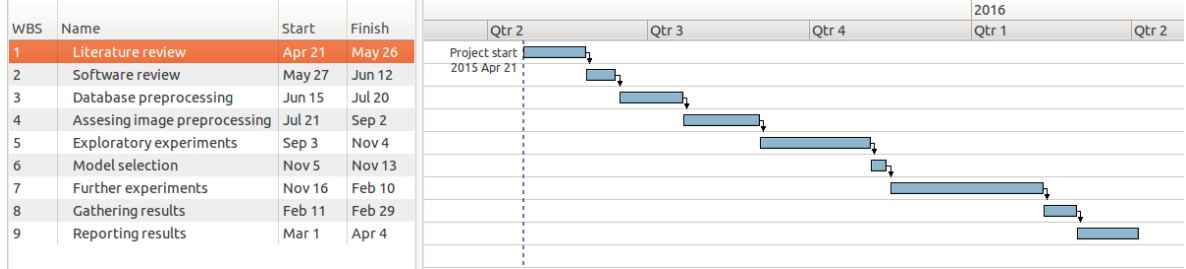 2016
WBS Name Start Finish Qtr 2 Qtr 3 Qtr 4 Qtr 1 Qtr 2
1 Literature review Apr 21 May 26 Project start
2015 Apr 21
2 Software review May 27 Jun 12
3 Database preprocessing Jun 15 Jul 20
4 Assesing image preprocessing Jul 21 Sep 2
5 Exploratory experiments Sep 3 Nov 4
6 Model selection Nov 5 Nov 13
7 Further experiments Nov 16 Feb 10
8 Gathering results Feb 11 Feb 29
9 Reporting results Mar 1 Apr 4